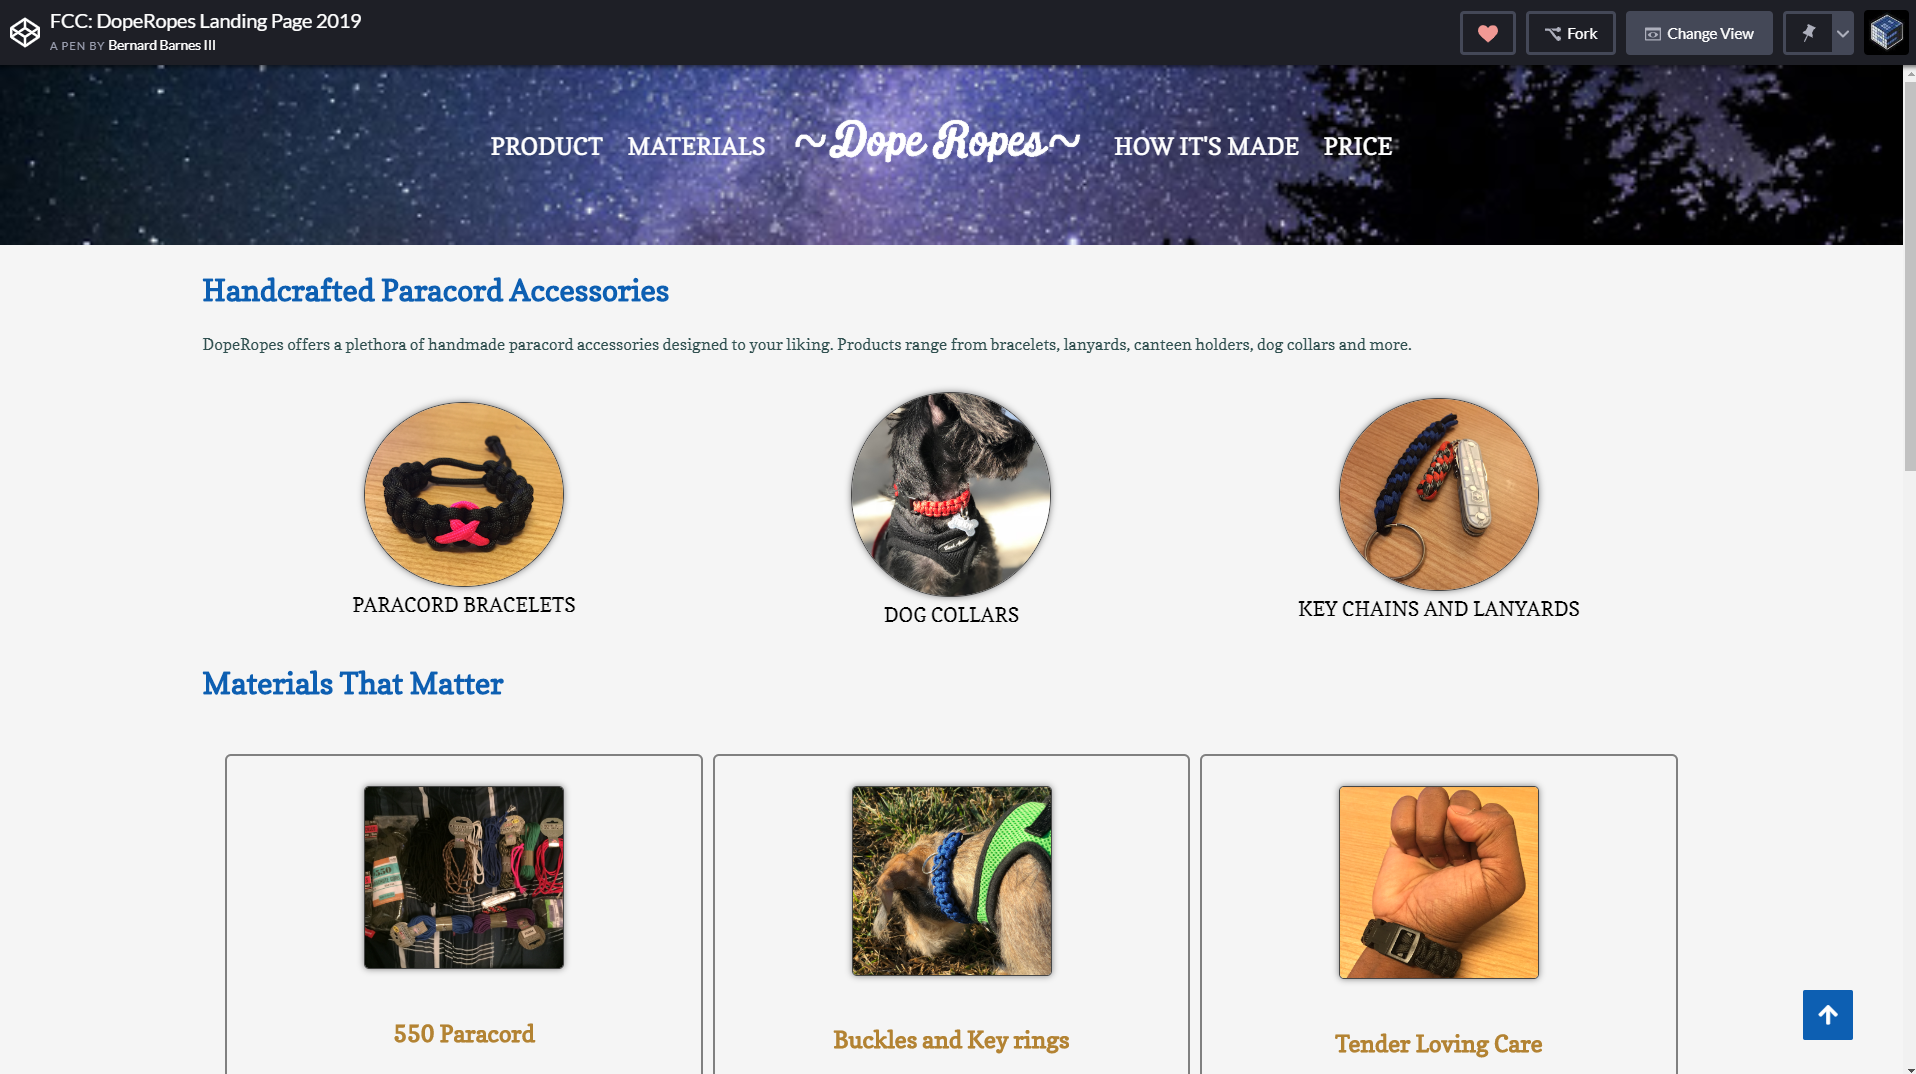 FCC: DopeRopes Landing Page 2019
A PEN BY Bernard Barnes III
Fork
Change View
PRODUCT MATERIALS ~Dope Ropes~ HOW IT'S MADE PRICE
Handcrafted Paracord Accessories
DopeRopes offers a plethora of handmade paracord accessories designed to your liking. Products range from bracelets, lanyards, canteen holders, dog collars and more.
PARACORD BRACELETS
DOG COLLARS
KEY CHAINS AND LANYARDS
Materials That Matter
550
550 Paracord
Buckles and Key rings
Tender Loving Care